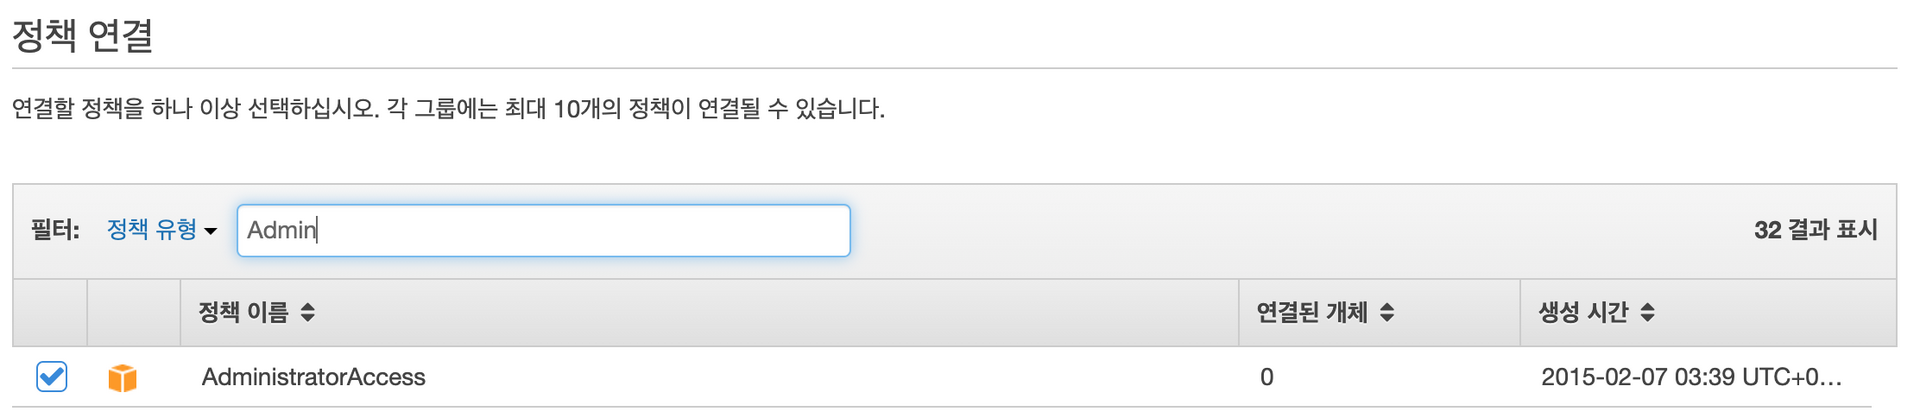 정책 연결
연결할 정책을 하나 이상 선택하십시오. 각 그룹에는 최대 10개의 정책이 연결될 수 있습니다.
필터: 정책 유형 Admin 32 결과 표시
정책 이름 연결된 개체 생성 시간
AdministratorAccess 0 2015-02-07 03:39 UTC+0...